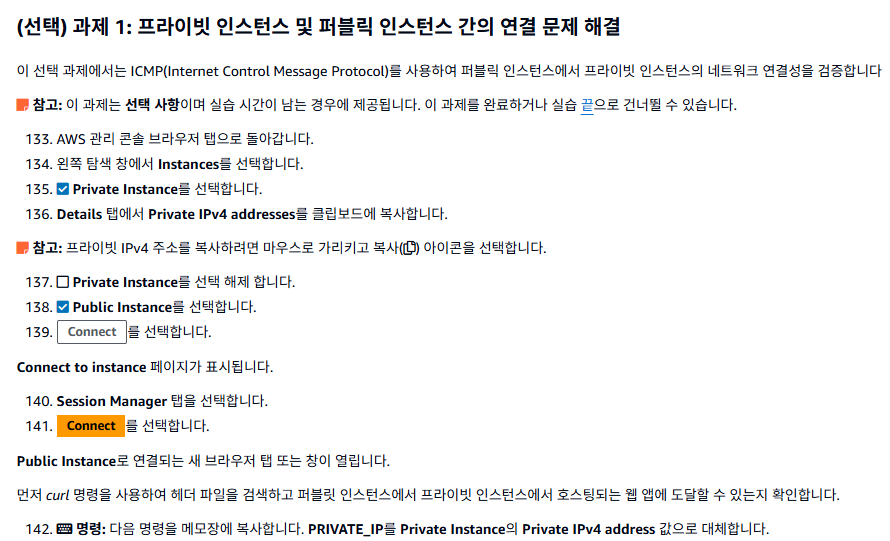 (선택) 과제 1: 프라이빗 인스턴스 및 퍼블릭 인스턴스 간의 연결 문제 해결
이 선택 과제에서는 ICMP(Internet Control Message Protocol)를 사용하여 퍼블릭 인스턴스에서 프라이빗 인스턴스의 네트워크 연결성을 검증합니다
참고: 이 과제는 선택 사항이며 실습 시간이 남는 경우에 제공됩니다. 이 과제를 완료하거나 실습 끝으로 건너뛸 수 있습니다.
133. AWS 관리 콘솔 브라우저 탭으로 돌아갑니다.
134. 왼쪽 탐색 창에서 Instances를 선택합니다.
135. Private Instance를 선택합니다.
136. Details 탭에서 Private IPv4 addresses를 클립보드에 복사합니다.
참고: 프라이빗 IPv4 주소를 복사하려면 마우스로 가리키고 복사() 아이콘을 선택합니다.
137. Private Instance를 선택 해제 합니다.
138. Public Instance를 선택합니다.
139. Connect 를 선택합니다.
Connect to instance 페이지가 표시됩니다.
140. Session Manager 탭을 선택합니다.
141. Connect 를 선택합니다.
Public Instance로 연결되는 새 브라우저 탭 또는 창이 열립니다.
먼저 curl 명령을 사용하여 헤더 파일을 검색하고 퍼블릿 인스턴스에서 프라이빗 인스턴스에서 호스팅되는 웹 앱에 도달할 수 있는지 확인합니다.
142. 명령: 다음 명령을 메모장에 복사합니다. PRIVATE_IP를 Private Instance의 Private IPv4 address 값으로 대체합니다.